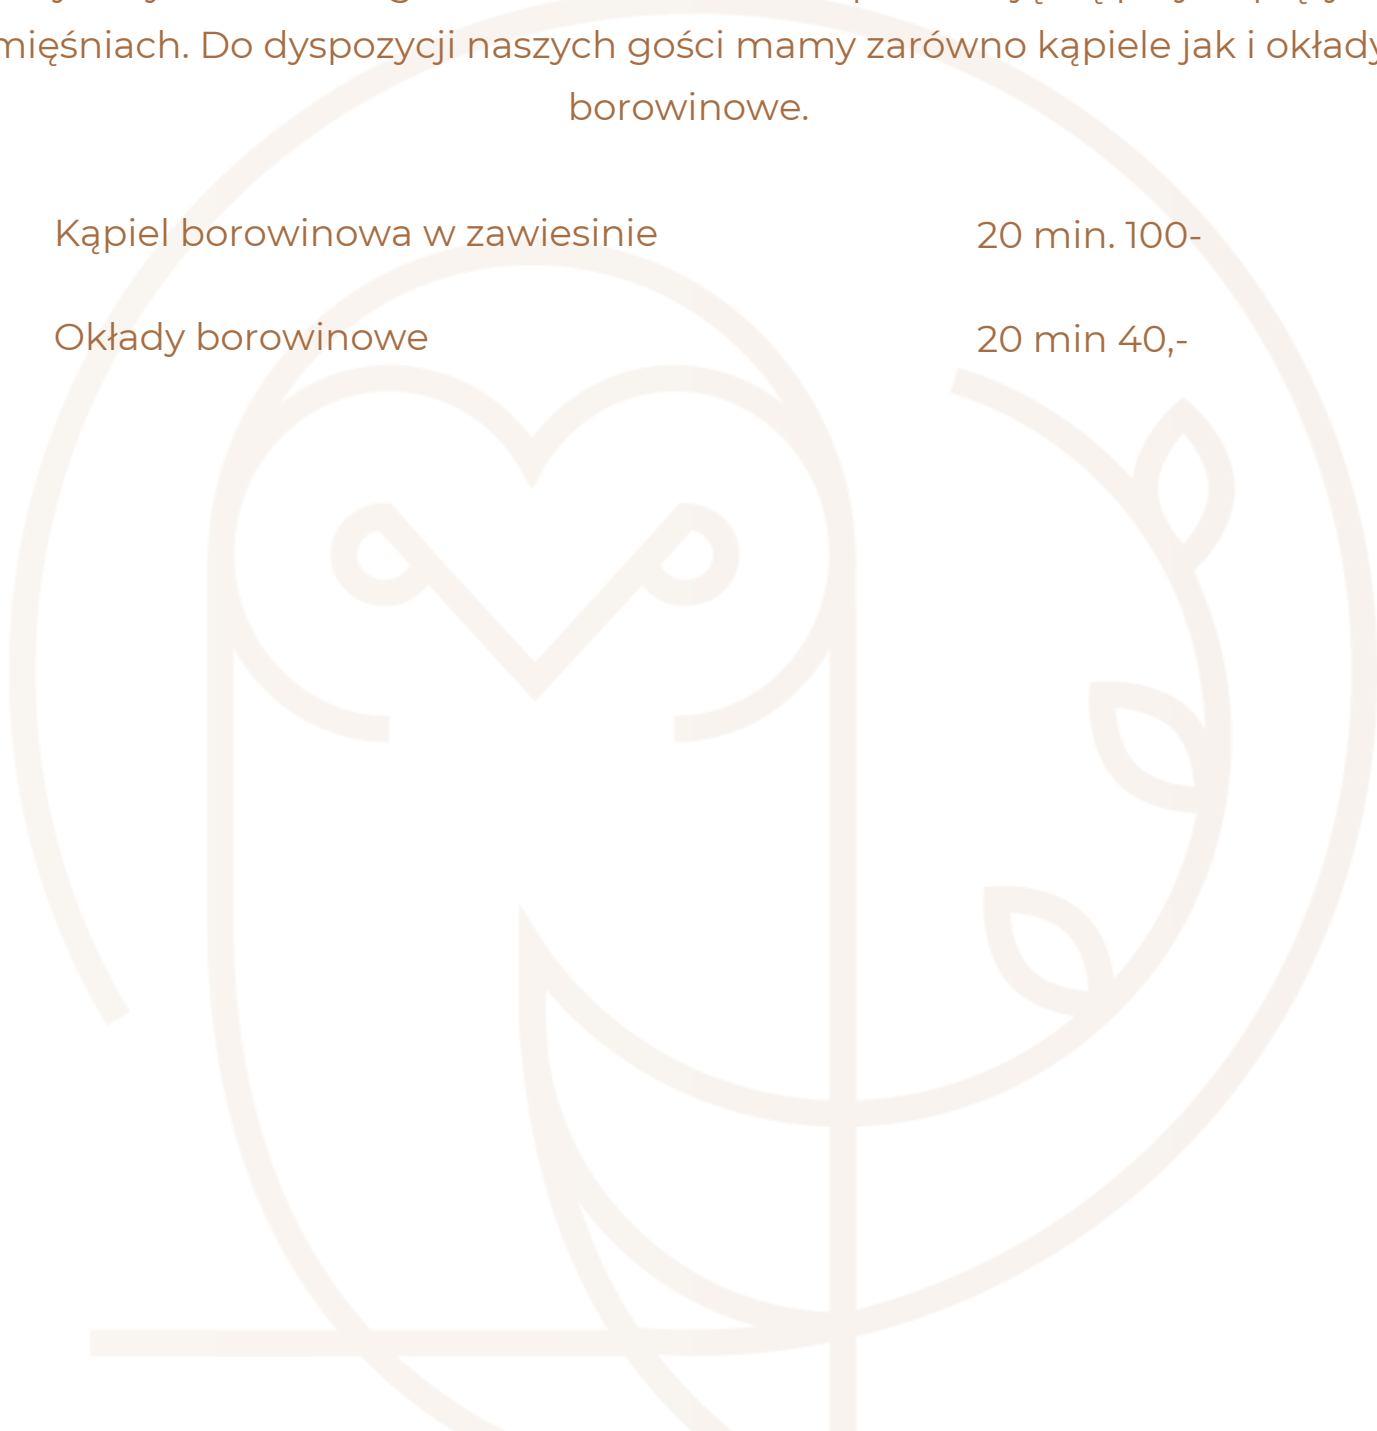 mięśniach. Do dyspozycji naszych gości mamy zarówno kąpiele jak i okłady
borowinowe.
Kąpiel borowinowa w zawiesinie 20 min. 100-
Okłady borowinowe 20 min 40,-